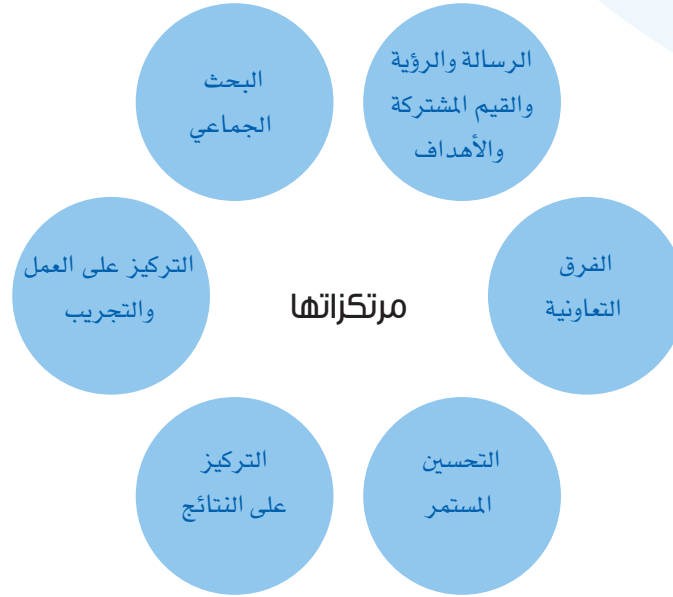 الرسالة والرؤية
والقيم المشتركة
والأهداف
البحث
الجماعي
الفرق
التعاونية
مرتكزاتها
التركيز على العمل
والتجريب
التحسين
المستمر
التركيز
على النتائج